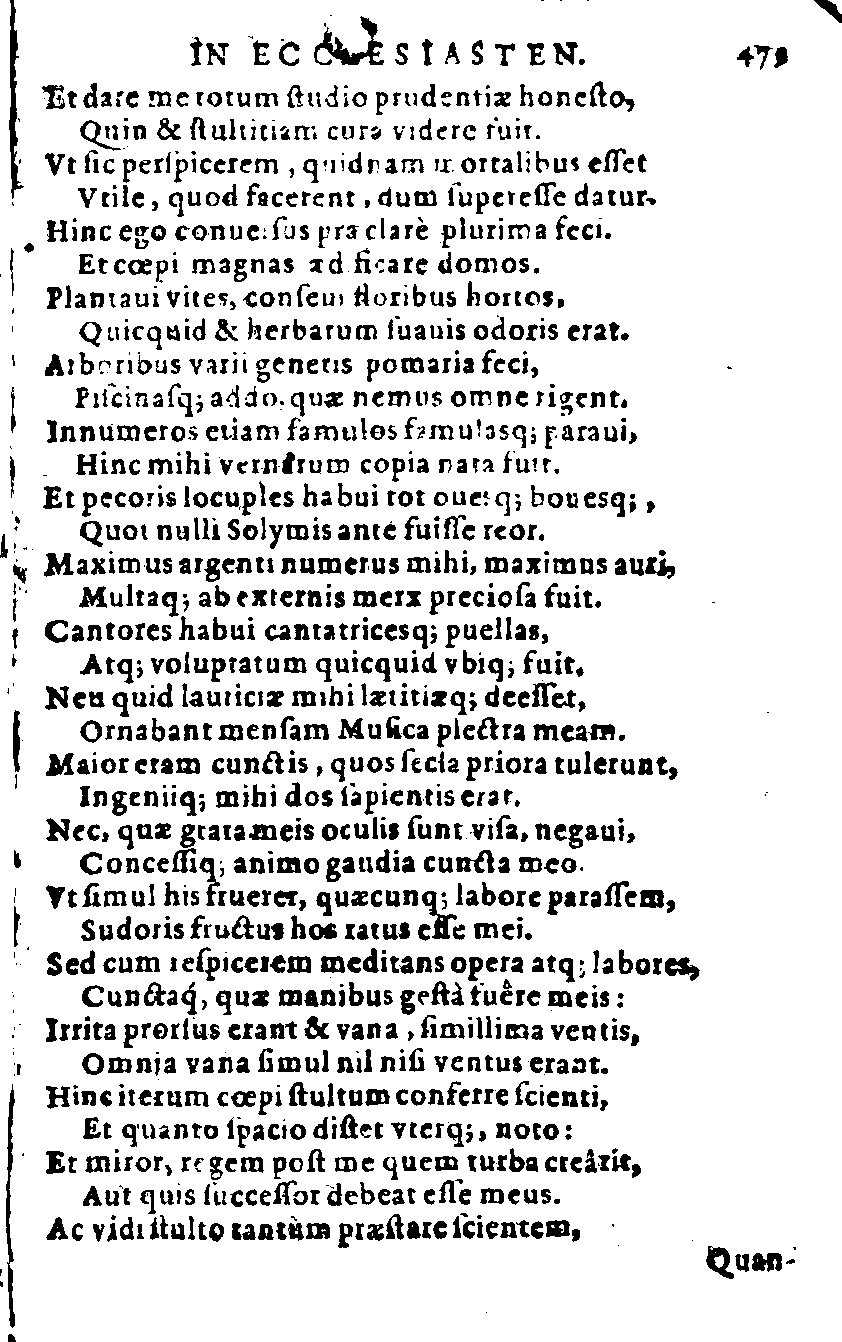 IN ECCLESIASTEN. 479
Et dare me totum ſtudio prudentiæ honeſto,
Quin & ſtultitiam cura videre fuit.
Vt ſic perſpicerem, quidnam mortalibus eſſet
Vtile, quod facerent, dum ſupereſſe datur.
Hinc ego conuerſus præclarè plurima feci.
Et cœpi magnas ædificare domos.
Plantaui vites, conſeui floribus hortos,
Quicquid & herbarum ſuauis odoris erat.
Arboribus varii generis pomaria feci,
Piſcinaſq; addo, quæ nemus omne rigent.
Innumeros etiam famulos famulasq; paraui,
Hinc mihi vernarum copia nata fuit.
Et pecoris locuples habui tot ouesq; bouesq;,
Quot nulli Solymis ante fuiſſe reor.
Maximus argenti numerus mihi, maximus auri,
Multaq; ab externis merx precioſa fuit.
Cantores habui cantatricesq; puellas,
Atq; voluptatum quicquid vbiq; fuit.
Neu quid lauticiæ mihi lætitiæq; deeſſet,
Ornabant menſam Muſica plectra meam.
Maior eram cunctis, quos ſecla priora tulerunt,
Ingeniiq; mihi dos ſapientis erat.
Nec, quæ grata meis oculis ſunt viſa, negaui,
Conceſſiq; animo gaudia cuncta meo.
Vt ſimul his fruerer, quæcunq; labore paraſſem,
Sudoris fructus hos ratus eſſe mei.
Sed cum reſpicerem meditans opera atq; labores,
Cunctaq́, quæ manibus geſtà fuêre meis:
Irrita prorſus erant & vana, ſimillima ventis,
Omnia vana ſimul nil niſi ventus erant.
Hinc iterum cœpi ſtultum conferre ſcienti,
Et quanto ſpacio diſtet vterq;, noto:
Et miror, regem poſt me quem turba creârit,
Aut quis ſucceſſor debeat eſſe meus.
Ac vidi ſtulto tantùm præſtare ſcientem,
Quan-